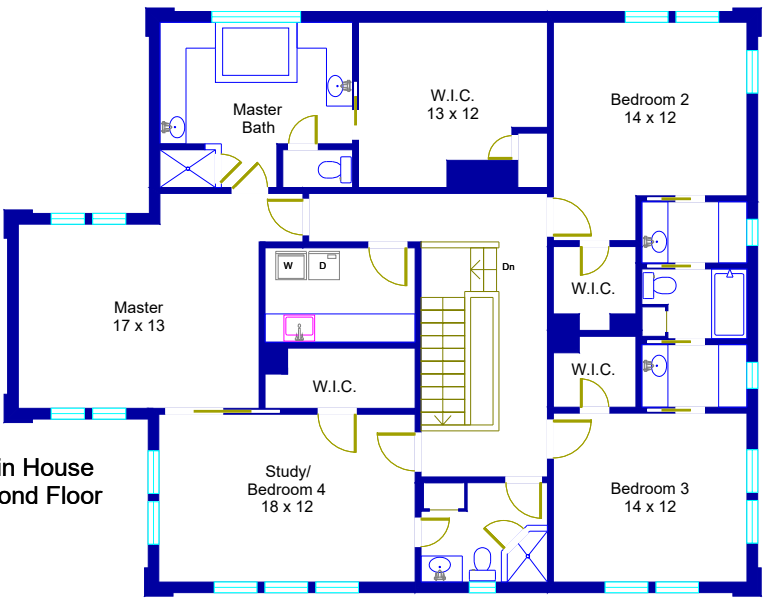 Master
Bath
W.I.C.
13 x 12
Bedroom 2
14 x 12
W
D
Dn
W.I.C.
Master
17 x 13
W.I.C.
W.I.C.
in House
ond Floor
Study/
Bedroom 4
18 x 12
Bedroom 3
14 x 12